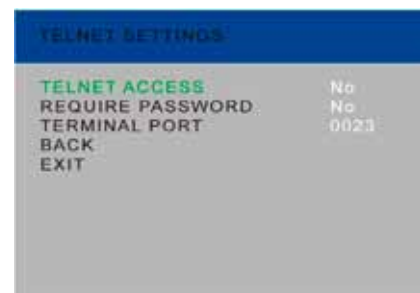 TELNET SETTINGS
TELNET ACCESS No
REQUIRE PASSWORD No
TERMINAL PORT 0023
BACK
EXIT